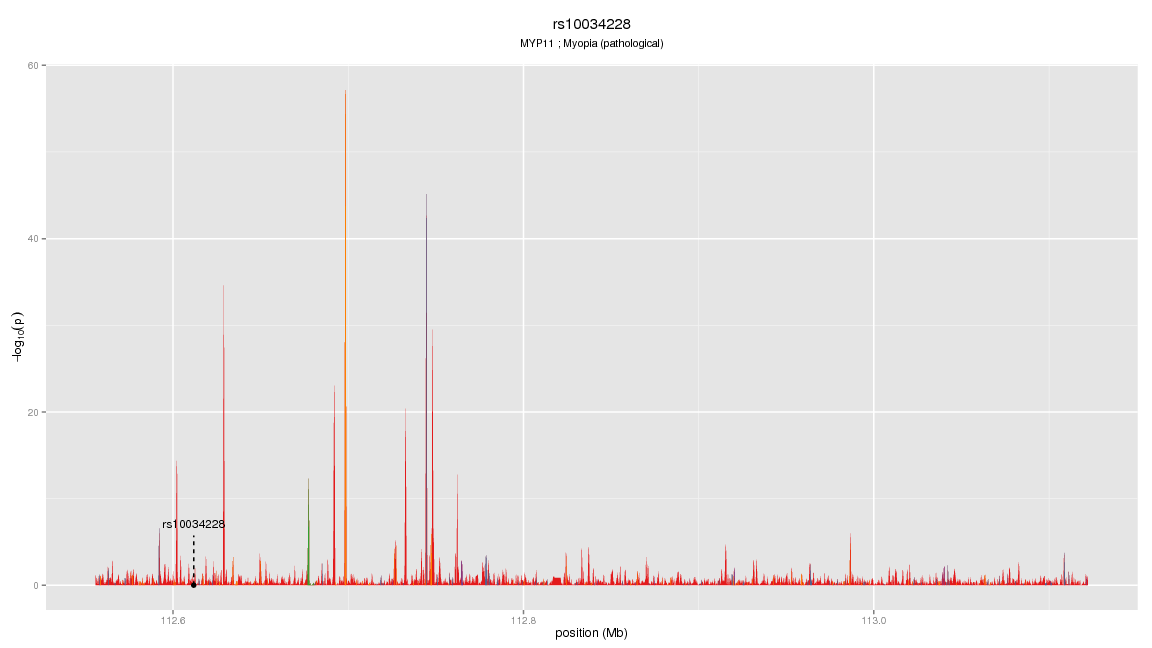 rs10034228
MYP11 ; Myopia (pathological)
60
40
20
0
−log10(p)
rs10034228
112.6
112.8
113.0
position (Mb)